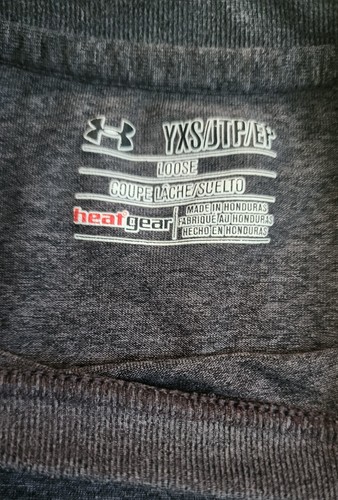 YXS/JTP/EP
LOOSE
COUPE LACHE/SUELTO
heatgear
MADE IN HONDURAS
FABRIQUE AU HONDURAS
HECHO EN HONDURAS